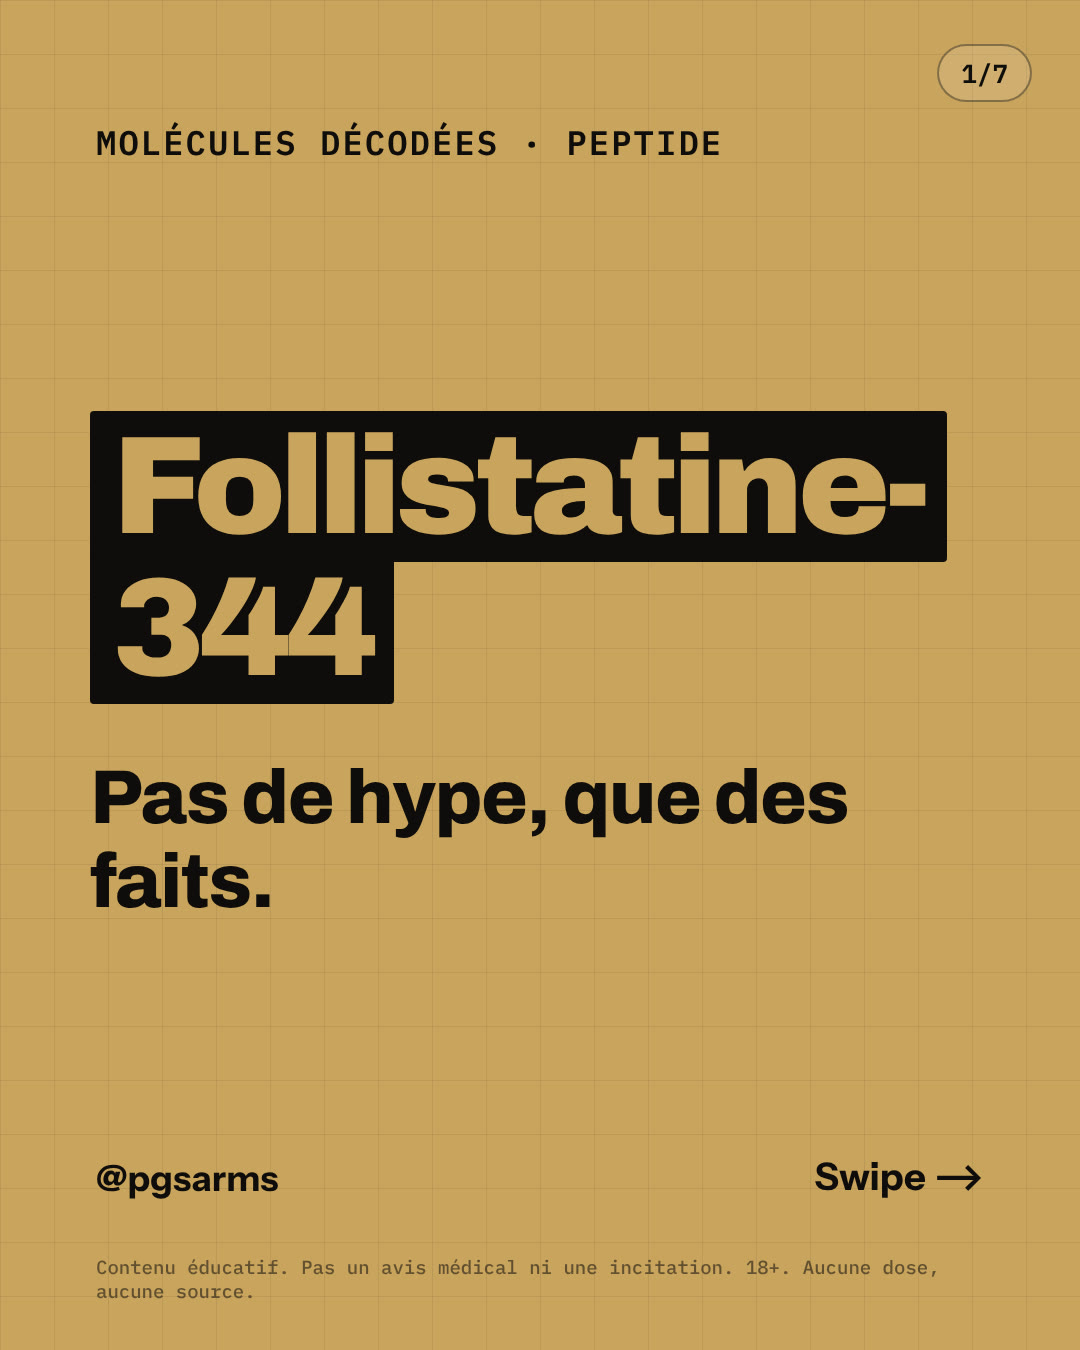 1/7
MOLÉCULES DÉCODÉES · PEPTIDE
Follistatine-
344
Pas de hype, que des
faits.
@pgsarms
Swipe →
Contenu éducatif. Pas un avis médical ni une incitation. 18+. Aucune dose,
aucune source.